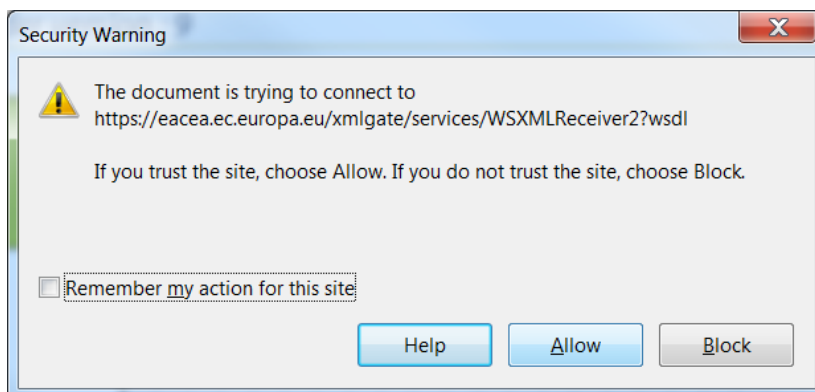 Security Warning
The document is trying to connect to
https://eacea.ec.europa.eu/xmlgate/services/WSXMLReceiver2?wsdl
If you trust the site, choose Allow. If you do not trust the site, choose Block.
Remember my action for this site
Help Allow Block